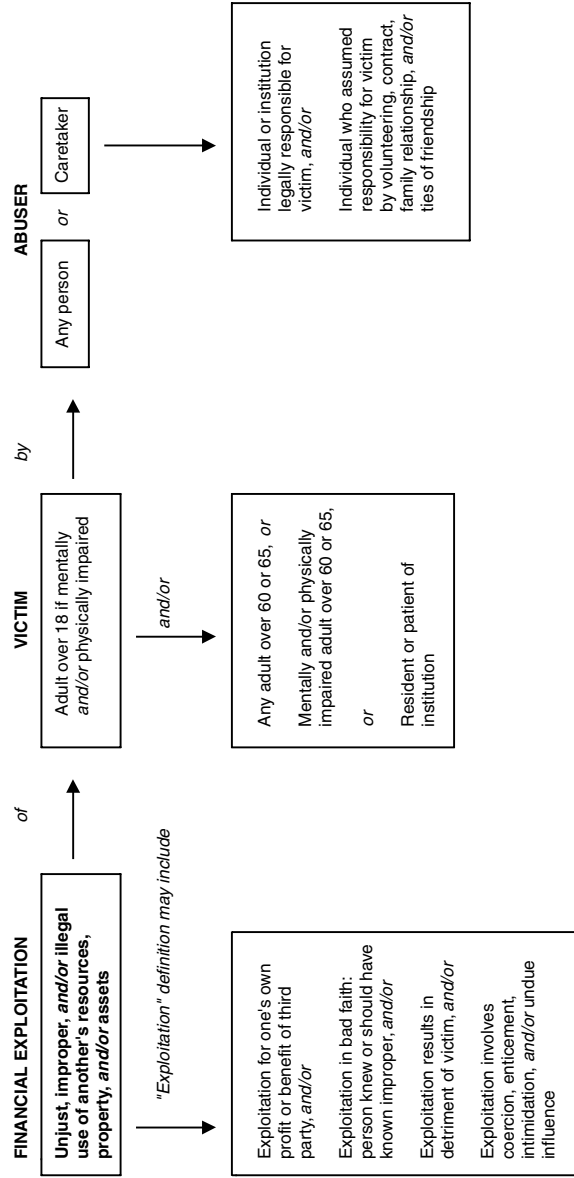 FINANCIAL EXPLOITATION
of
VICTIM
by
ABUSER
Unjust, improper, and/or illegal
use of another's resources,
property, and/or assets
Adult over 18 if mentally
and/or physically impaired
Any person
or
Caretaker
"Exploitation" definition may include
and/or
Exploitation for one's own
profit or benefit of third
party, and/or
Exploitation in bad faith:
person knew or should have
known improper, and/or
Exploitation results in
detriment of victim, and/or
Exploitation involves
coercion, enticement,
intimidation, and/or undue
influence
Any adult over 60 or 65, or
Mentally and/or physically
impaired adult over 60 or 65,
or
Resident or patient of
institution
Individual or institution
legally responsible for
victim, and/or
Individual who assumed
responsibility for victim
by volunteering, contract,
family relationship, and/or
ties of friendship